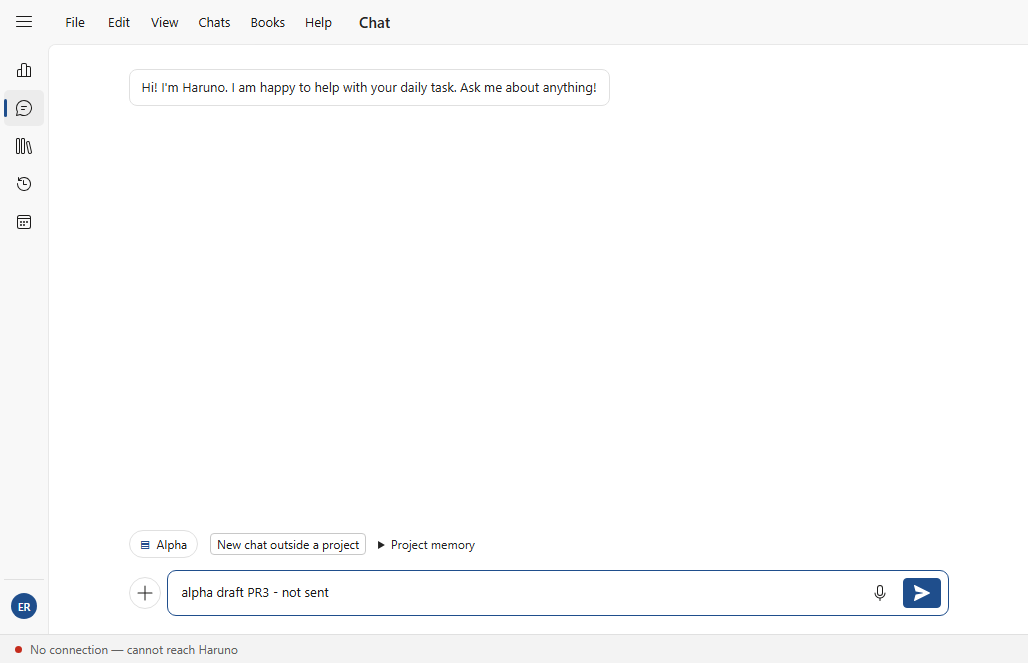 File Edit View Chats Books Help Chat
Hi! I'm Haruno. I am happy to help with your daily task. Ask me about anything!
Alpha New chat outside a project Project memory
alpha draft PR3 - not sent
ER
No connection — cannot reach Haruno